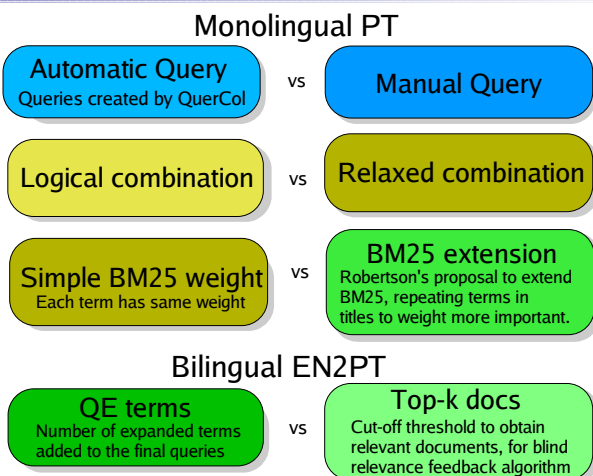 Monolingual PT
Automatic Query
Queries created by QuerCol
vs
Manual Query
Logical combination
vs
Relaxed combination
Simple BM25 weight
Each term has same weight
vs
BM25 extension
Robertson's proposal to extend
BM25, repeating terms in
titles to weight more important.
Bilingual EN2PT
QE terms
Number of expanded terms
added to the final queries
vs
Top-k docs
Cut-off threshold to obtain
relevant documents, for blind
relevance feedback algorithm